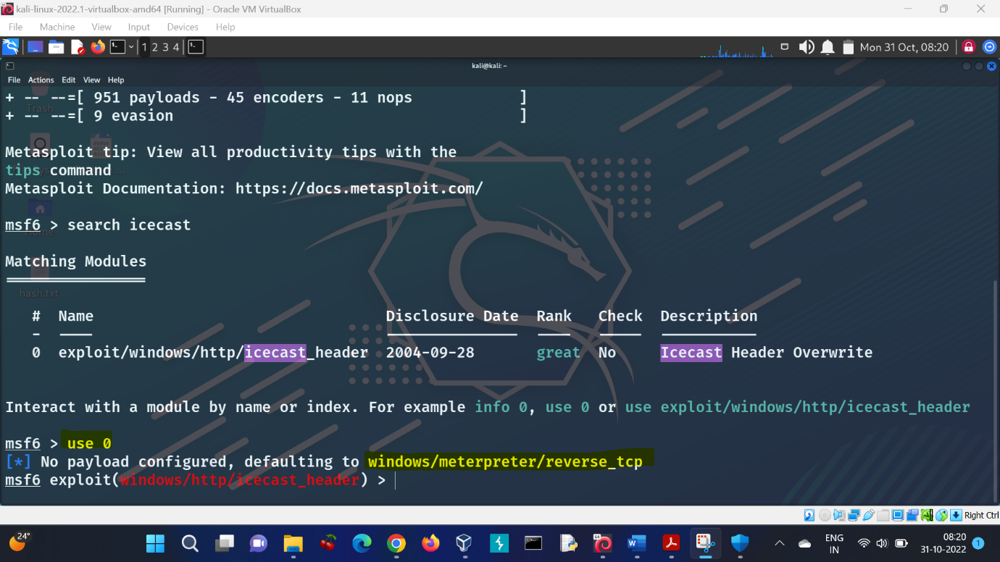 kali-linux-2022.1-virtualbox-amd64 [Running] - Oracle VM VirtualBox
File Machine View Input Devices Help
1 2 3 4 Mon 31 Oct, 08:20
kali@kali: ~
File Actions Edit View Help
+ -- --=[ 951 payloads - 45 encoders - 11 nops ]
+ -- --=[ 9 evasion ]
Trash
Metasploit tip: View all productivity tips with the
tips command
Metasploit Documentation: https://docs.metasploit.com/
msf6 > search icecast
Home
Matching Modules
hash.txt
# Name Disclosure Date Rank Check Description
- ---- --------------- ---- ----- -----------
0 exploit/windows/http/icecast_header 2004-09-28 great No Icecast Header Overwrite
Interact with a module by name or index. For example info 0, use 0 or use exploit/windows/http/icecast_header
msf6 > use 0
[*] No payload configured, defaulting to windows/meterpreter/reverse_tcp
msf6 exploit(windows/http/icecast_header) >
Right Ctrl
24°
ENG
IN
08:20
31-10-2022
1